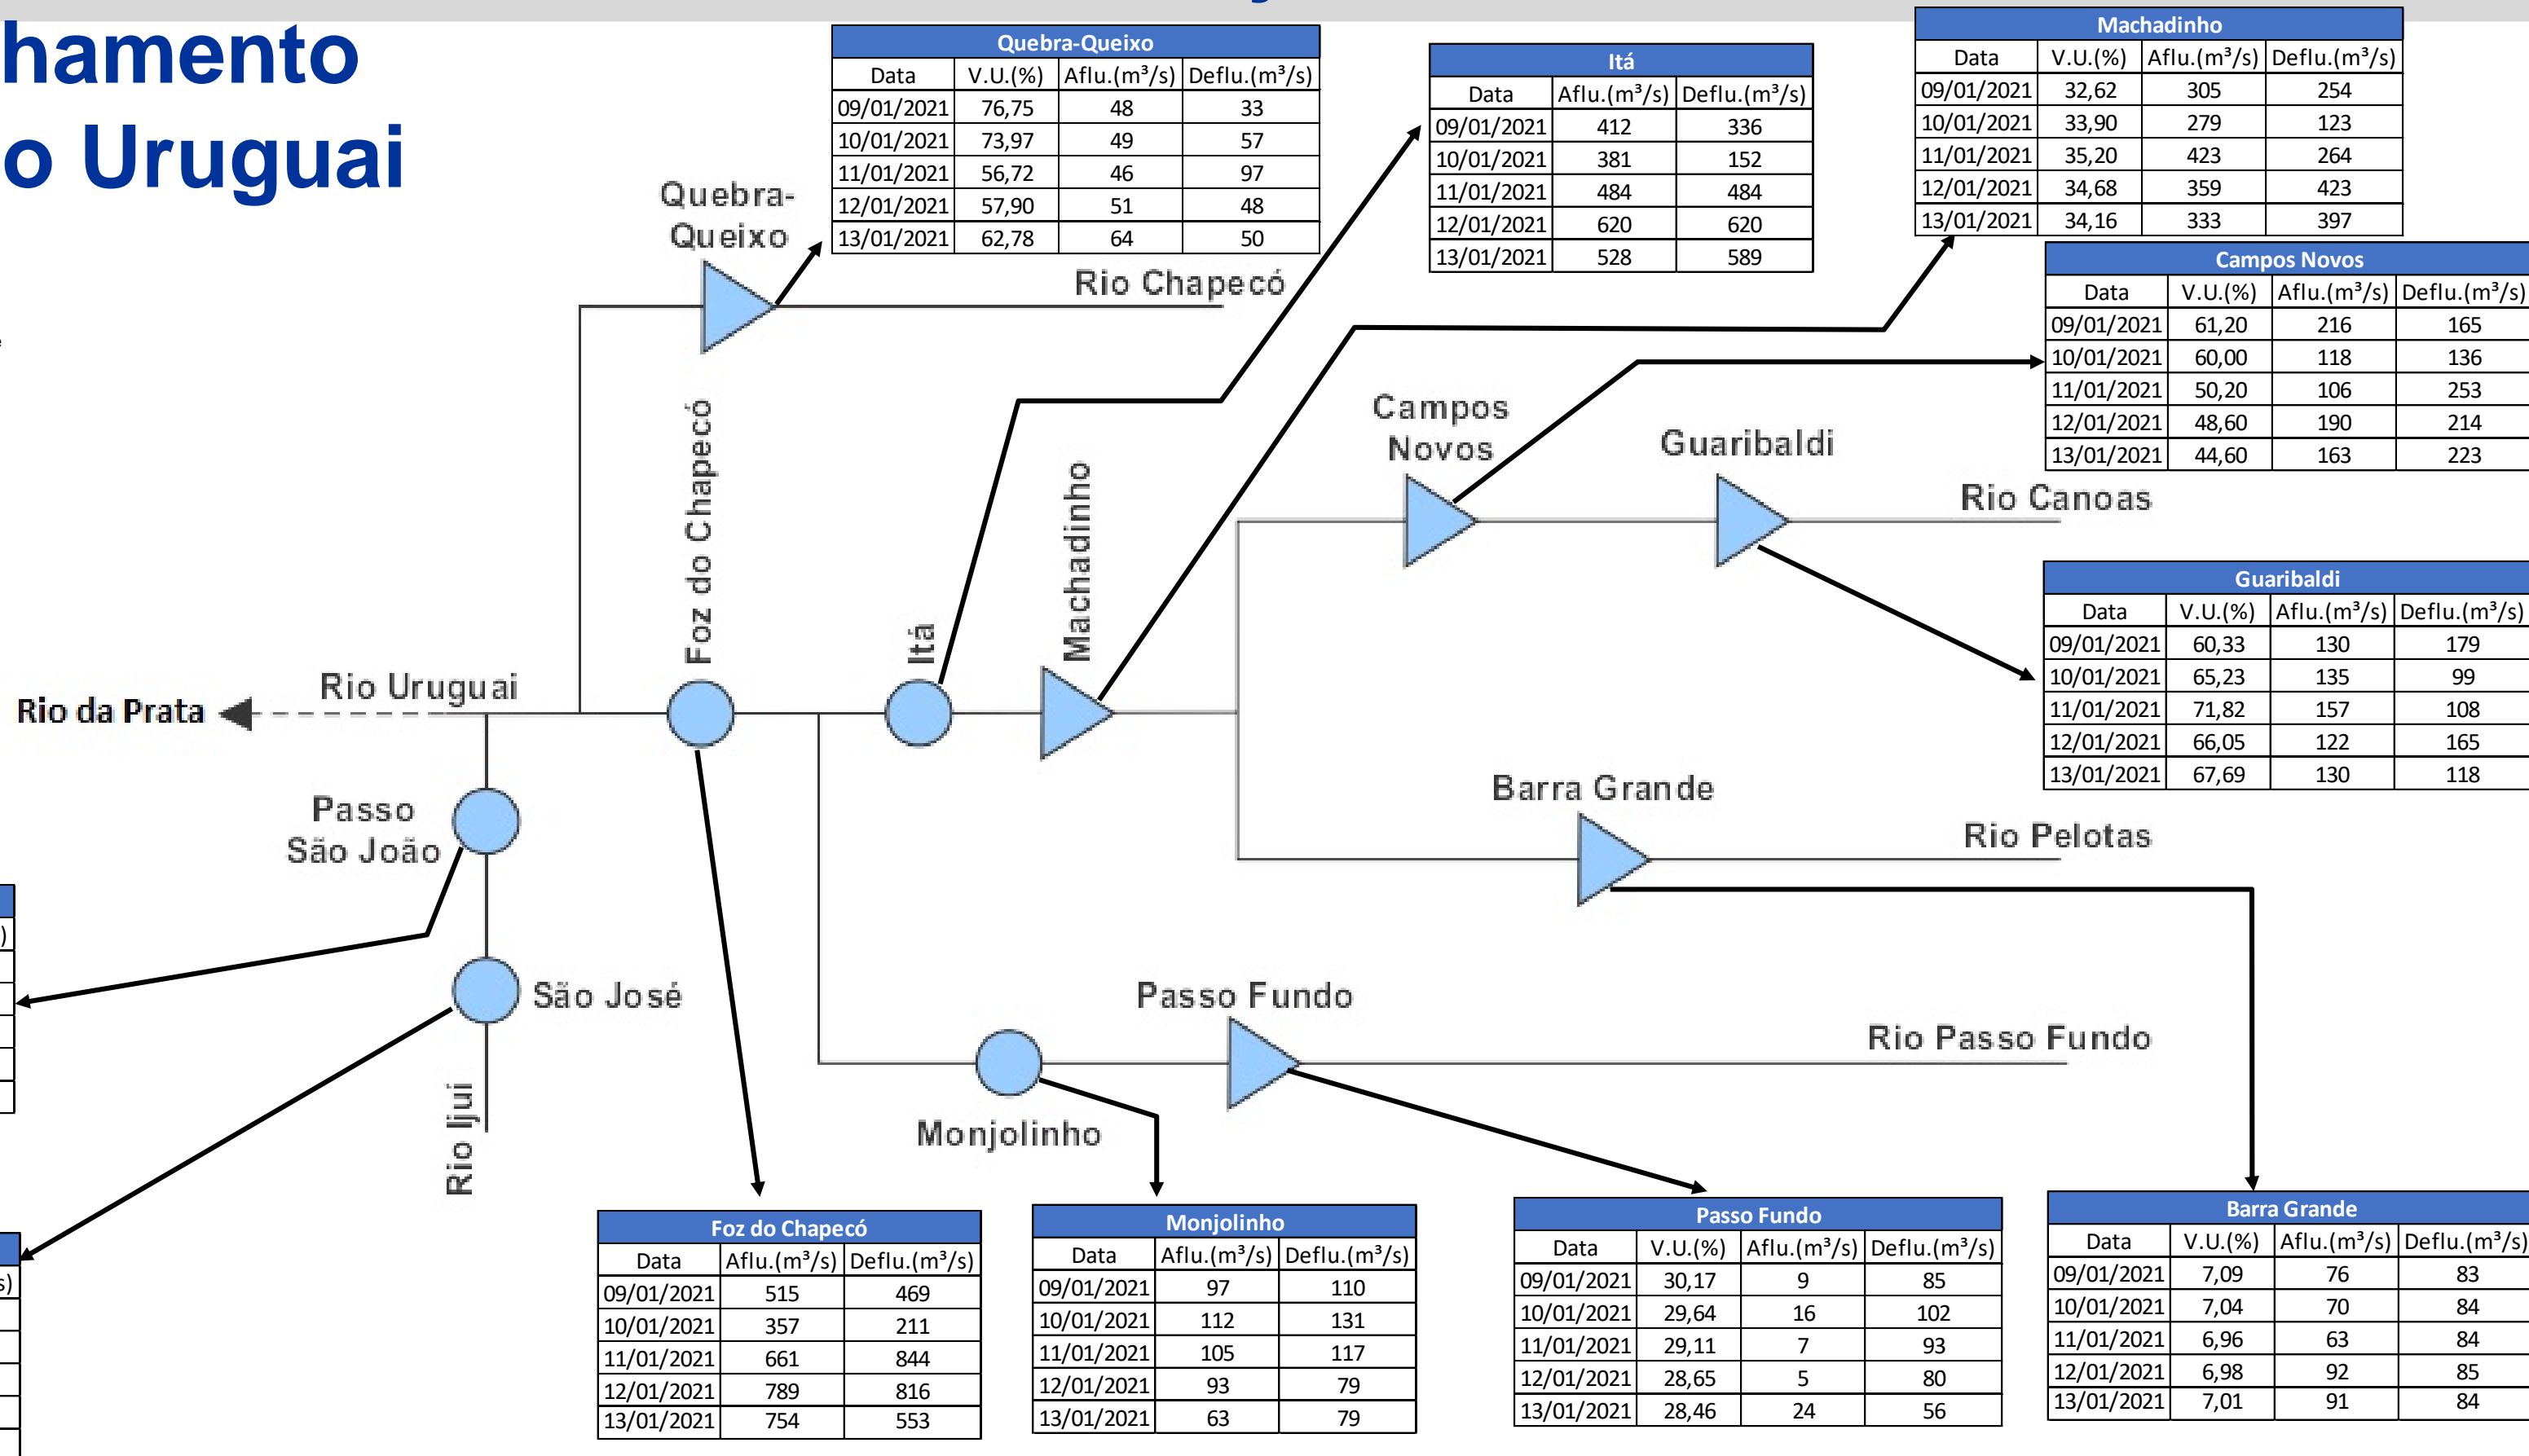 hamento
o Uruguai
Quebra-Queixo
Data V.U.(%) Aflu.(m³/s) Deflu.(m³/s)
09/01/2021 76,75 48 33
10/01/2021 73,97 49 57
11/01/2021 56,72 46 97
12/01/2021 57,90 51 48
13/01/2021 62,78 64 50
Itá
Data Aflu.(m³/s) Deflu.(m³/s)
09/01/2021 412 336
10/01/2021 381 152
11/01/2021 484 484
12/01/2021 620 620
13/01/2021 528 589
Machadinho
Data V.U.(%) Aflu.(m³/s) Deflu.(m³/s)
09/01/2021 32,62 305 254
10/01/2021 33,90 279 123
11/01/2021 35,20 423 264
12/01/2021 34,68 359 423
13/01/2021 34,16 333 397
Campos Novos
Data V.U.(%) Aflu.(m³/s) Deflu.(m³/s)
09/01/2021 61,20 216 165
10/01/2021 60,00 118 136
11/01/2021 50,20 106 253
12/01/2021 48,60 190 214
13/01/2021 44,60 163 223
Quebra-
Queixo
Rio Chapecó
Foz do Chapecó
Itá
Machadinho
Campos
Novos
Guaribaldi
Rio Canoas
Guaribaldi
Data V.U.(%) Aflu.(m³/s) Deflu.(m³/s)
09/01/2021 60,33 130 179
10/01/2021 65,23 135 99
11/01/2021 71,82 157 108
12/01/2021 66,05 122 165
13/01/2021 67,69 130 118
Rio da Prata
Rio Uruguai
Passo
São João
Barra Grande
Rio Pelotas
São José
Rio Ijuí
Passo Fundo
Rio Passo Fundo
Monjolinho
)
s)
Foz do Chapecó
Data Aflu.(m³/s) Deflu.(m³/s)
09/01/2021 515 469
10/01/2021 357 211
11/01/2021 661 844
12/01/2021 789 816
13/01/2021 754 553
Monjolinho
Data Aflu.(m³/s) Deflu.(m³/s)
09/01/2021 97 110
10/01/2021 112 131
11/01/2021 105 117
12/01/2021 93 79
13/01/2021 63 79
Passo Fundo
Data V.U.(%) Aflu.(m³/s) Deflu.(m³/s)
09/01/2021 30,17 9 85
10/01/2021 29,64 16 102
11/01/2021 29,11 7 93
12/01/2021 28,65 5 80
13/01/2021 28,46 24 56
Barra Grande
Data V.U.(%) Aflu.(m³/s) Deflu.(m³/s)
09/01/2021 7,09 76 83
10/01/2021 7,04 70 84
11/01/2021 6,96 63 84
12/01/2021 6,98 92 85
13/01/2021 7,01 91 84